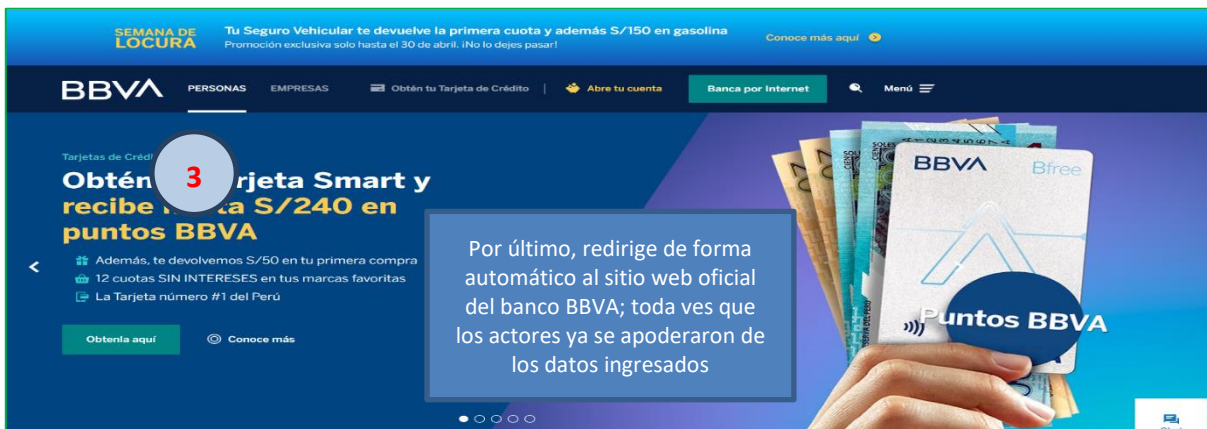 SEMANA DE
LOCURA
Tu Seguro Vehicular te devuelve la primera cuota y además S/150 en gasolina
Promoción exclusiva solo hasta el 30 de abril. ¡No lo dejes pasar!
Conoce más aquí
BBVA
PERSONAS
EMPRESAS
Obtén tu Tarjeta de Crédito
Abre tu cuenta
Banca por Internet
Menú
Tarjetas de Créd
3
Obtén rjeta Smart y
recibe ta S/240 en
puntos BBVA
Además, te devolvemos S/50 en tu primera compra
12 cuotas SIN INTERESES en tus marcas favoritas
La Tarjeta número #1 del Perú
Obtenla aquí
Conoce más
Por último, redirige de forma
automático al sitio web oficial
del banco BBVA; toda ves que
los actores ya se apoderaron de
los datos ingresados
BBVA
Bfree
Puntos BBVA